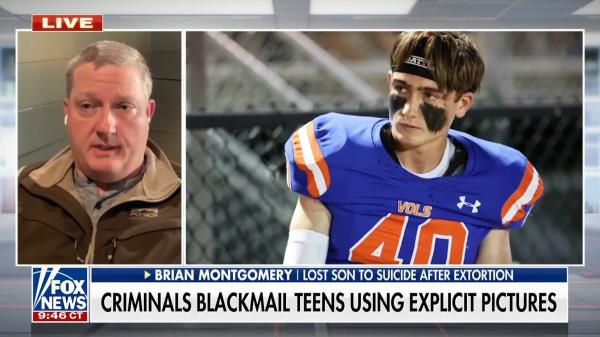 LIVE
VOLS
40
BRIAN MONTGOMERY | LOST SON TO SUICIDE AFTER EXTORTION
FOX
NEWS
9:46 CT
CRIMINALS BLACKMAIL TEENS USING EXPLICIT PICTURES